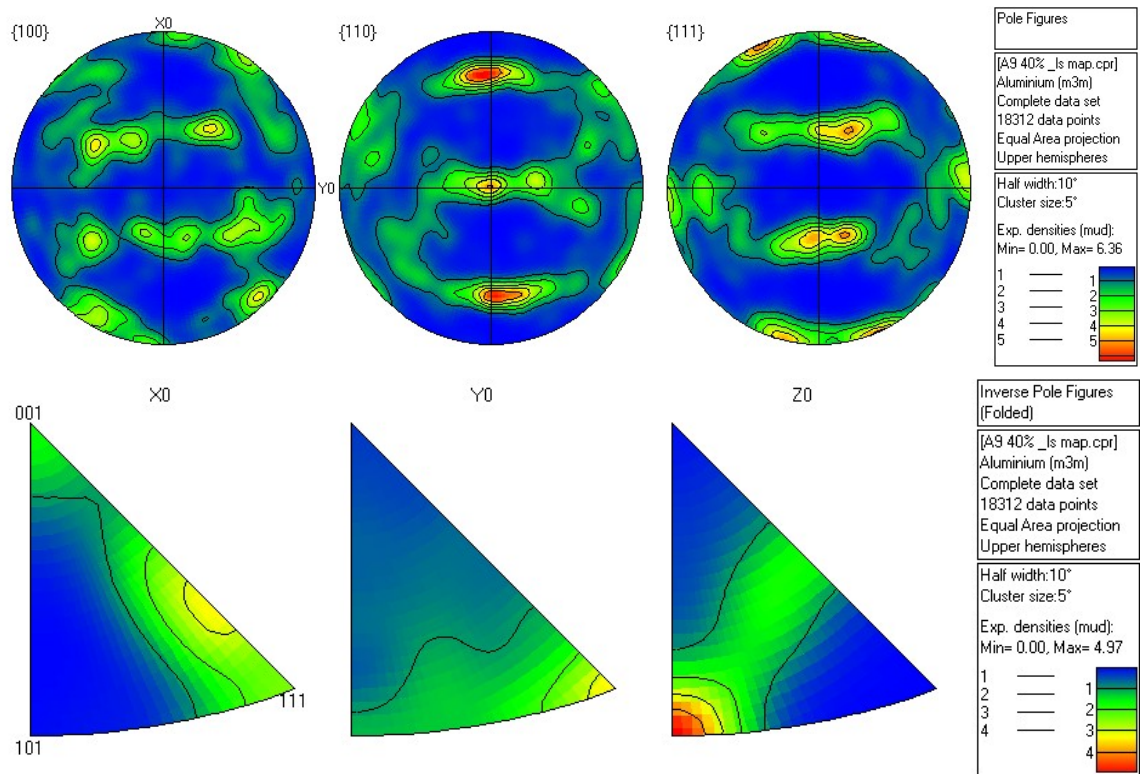 {100}
X0
Y0
{110}
{111}
Pole Figures
[A9 40% _ls map.cpr]
Aluminium (m3m)
Complete data set
18312 data points
Equal Area projection
Upper hemispheres
Half width:10°
Cluster size:5°
Exp. densities (mud):
Min= 0.00, Max= 6.36
1 1
2 2
3 3
4 4
5 5
X0
Y0
Z0
001
101
111
Inverse Pole Figures
(Folded)
[A9 40% _ls map.cpr]
Aluminium (m3m)
Complete data set
18312 data points
Equal Area projection
Upper hemispheres
Half width:10°
Cluster size:5°
Exp. densities (mud):
Min= 0.00, Max= 4.97
1 1
2 2
3 3
4 4